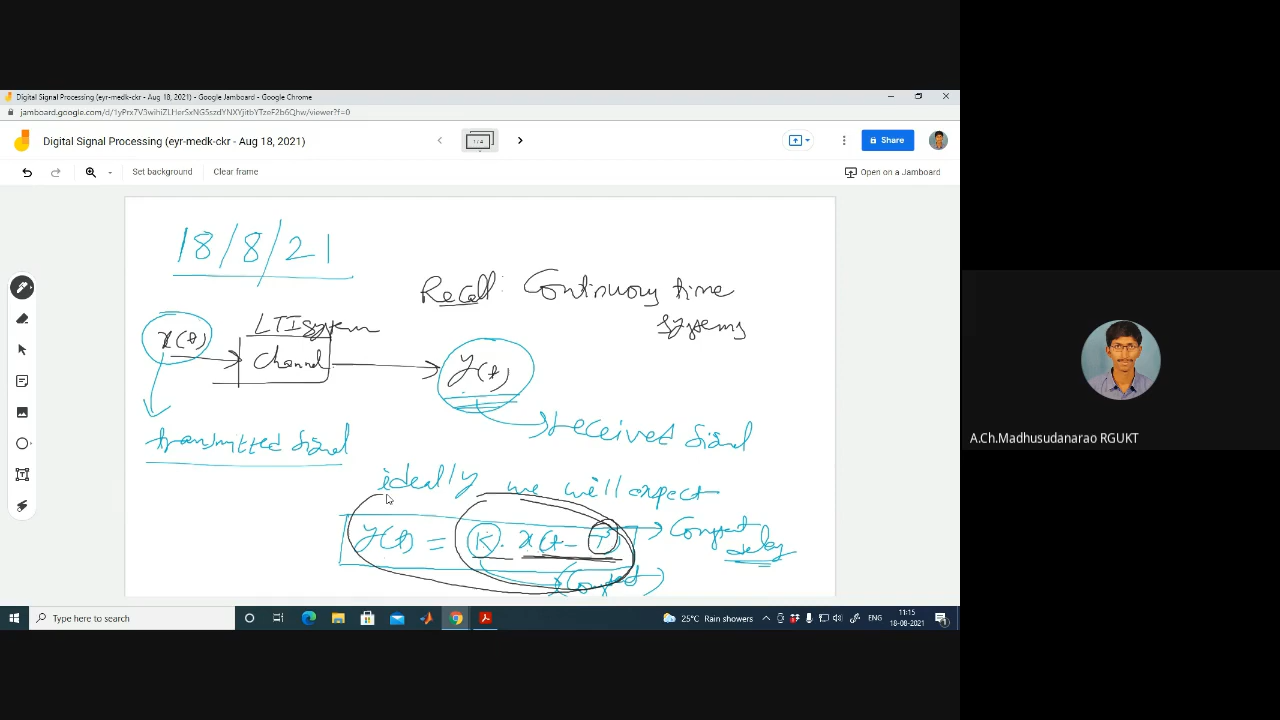 Digital Signal Processing (eyr-medk-ckr - Aug 18, 2021) - Google Jamboard - Google Chrome
Digital Signal Processing (eyr-medk-ckr - Aug 18, 2021)
1 / 4
Share
Set background
Clear frame
Open on a Jamboard
18/8/21
Recall: Continuous time
systems
LTI system
x(t)
Channel
y(t)
transmitted signal
received signal
ideally we will expect
y(t) = K. x(t - T)
Constant
delay
(Constant)
A.Ch.Madhusudanarao RGUKT
Type here to search
25°C Rain showers
ENG
11:15
18-08-2021